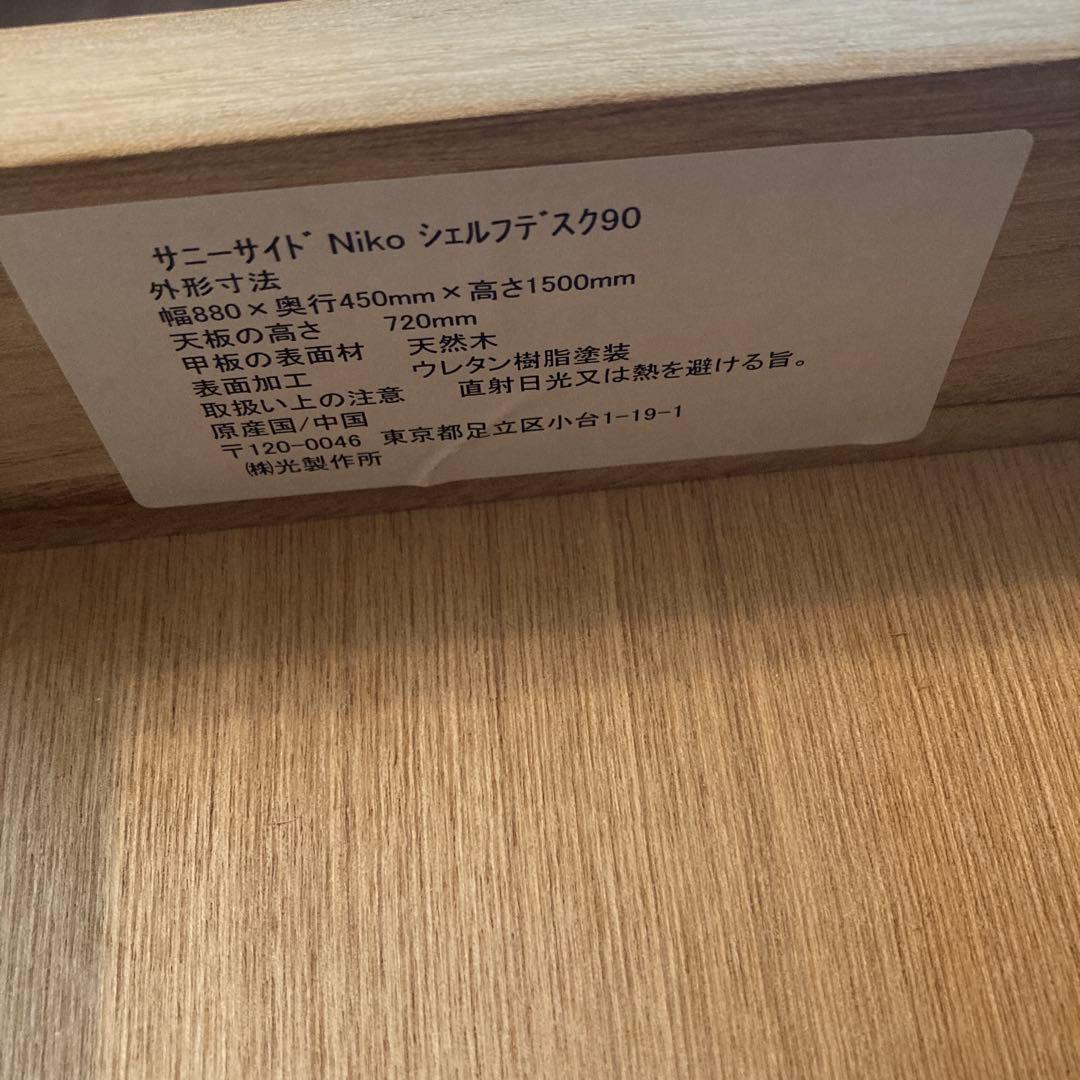 サニーサイド Niko シェルフデスク90
外形寸法
幅880×奥行450mm×高さ1500mm
天板の高さ 720mm
甲板の表面材 天然木
表面加工 ウレタン樹脂塗装
取扱い上の注意 直射日光又は熱を避ける旨。
原産国/中国
〒120-0046 東京都足立区小台1-19-1
㈱光製作所